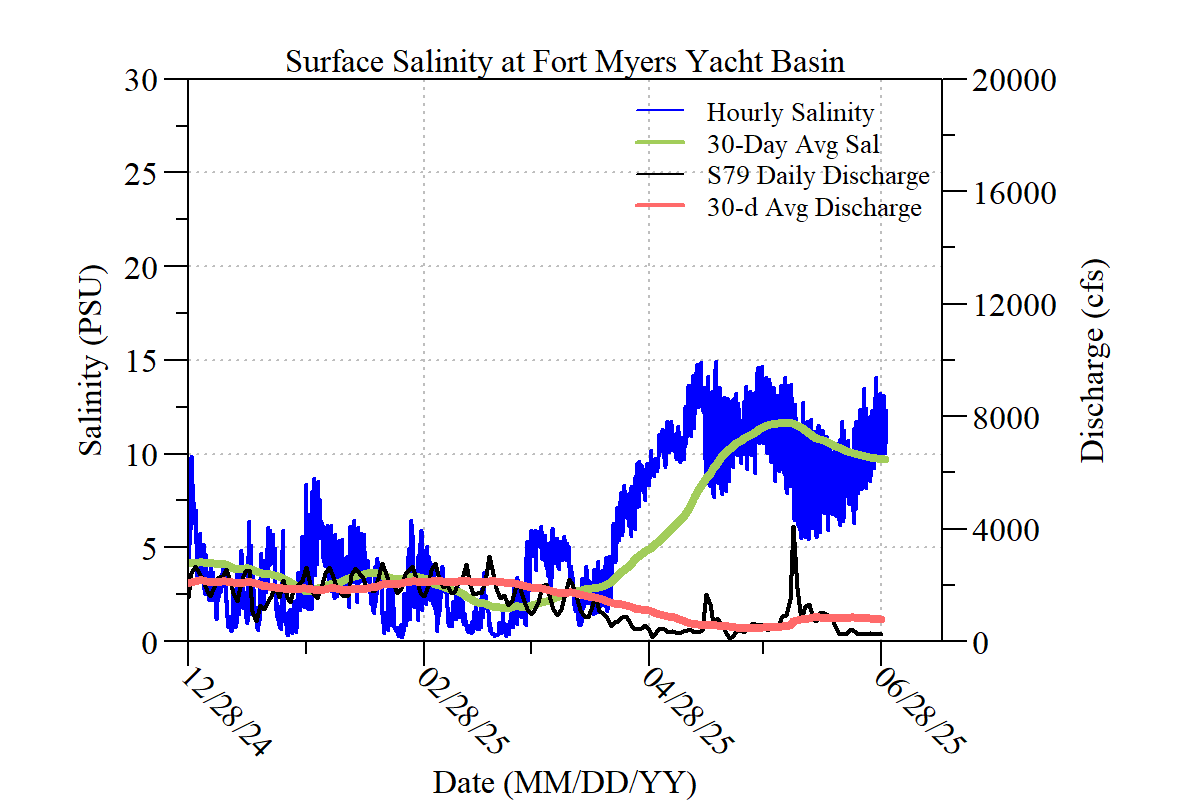 Surface Salinity at Fort Myers Yacht Basin
30
25
20
15
10
5
0
Salinity (PSU)
Hourly Salinity
30-Day Avg Sal
S79 Daily Discharge
30-d Avg Discharge
20000
16000
12000
8000
4000
0
Discharge (cfs)
12/28/24
02/28/25
04/28/25
06/28/25
Date (MM/DD/YY)